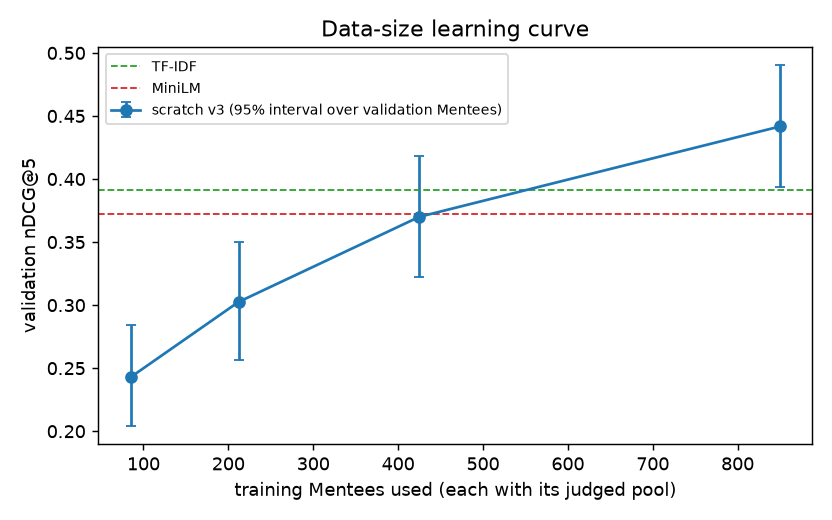 Data-size learning curve
TF-IDF
MiniLM
scratch v3 (95% interval over validation Mentees)
validation nDCG@5
0.50
0.45
0.40
0.35
0.30
0.25
0.20
100 200 300 400 500 600 700 800
training Mentees used (each with its judged pool)